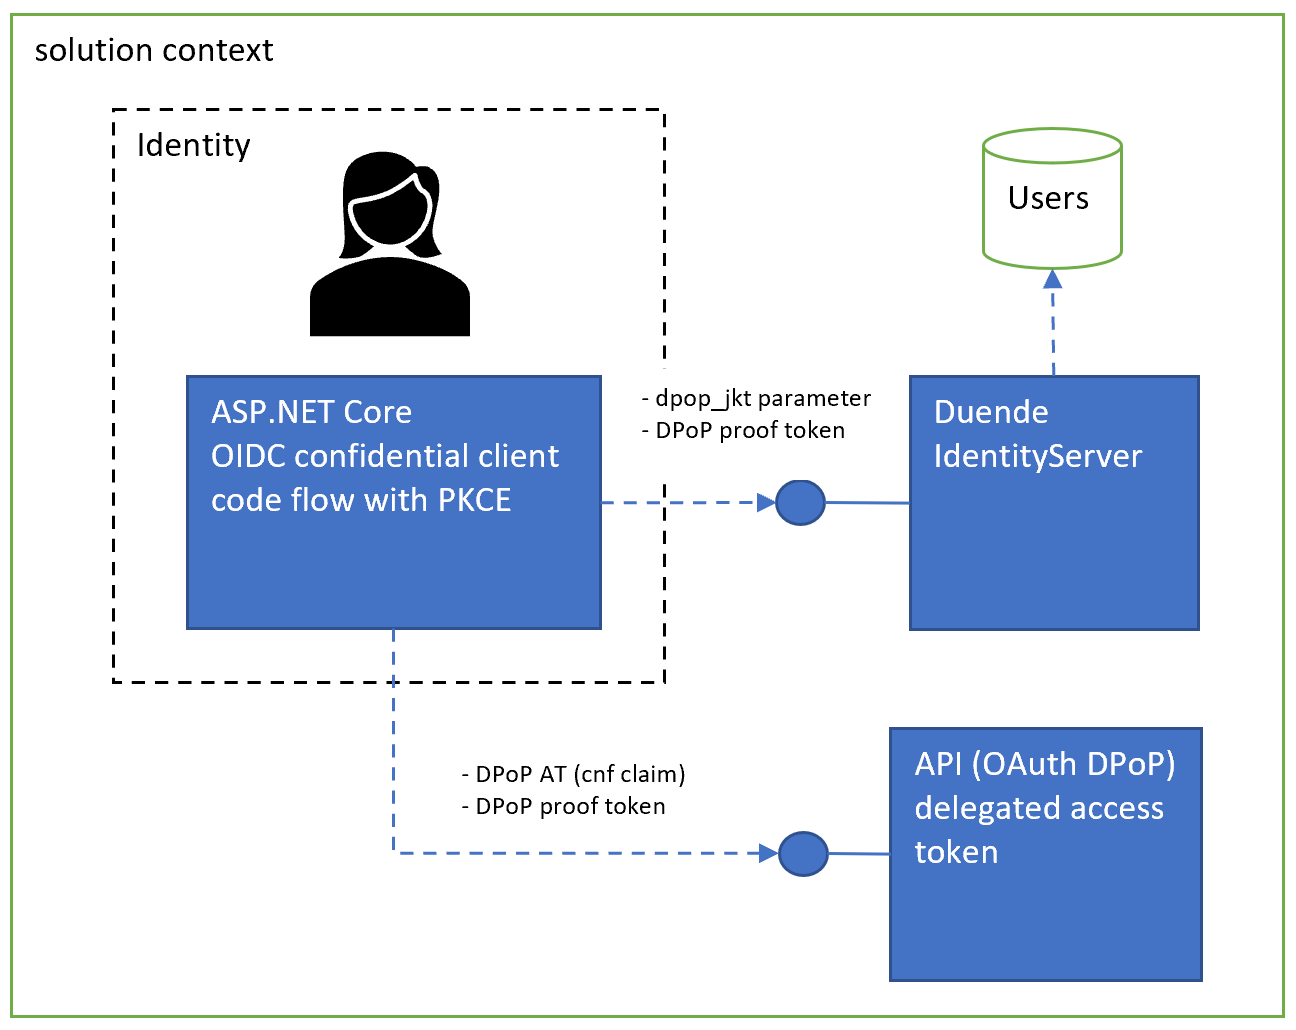 solution context
Identity
Users
ASP.NET Core
OIDC confidential client
code flow with PKCE
- dpop_jkt parameter
- DPoP proof token
Duende
IdentityServer
- DPoP AT (cnf claim)
- DPoP proof token
API (OAuth DPoP)
delegated access
token